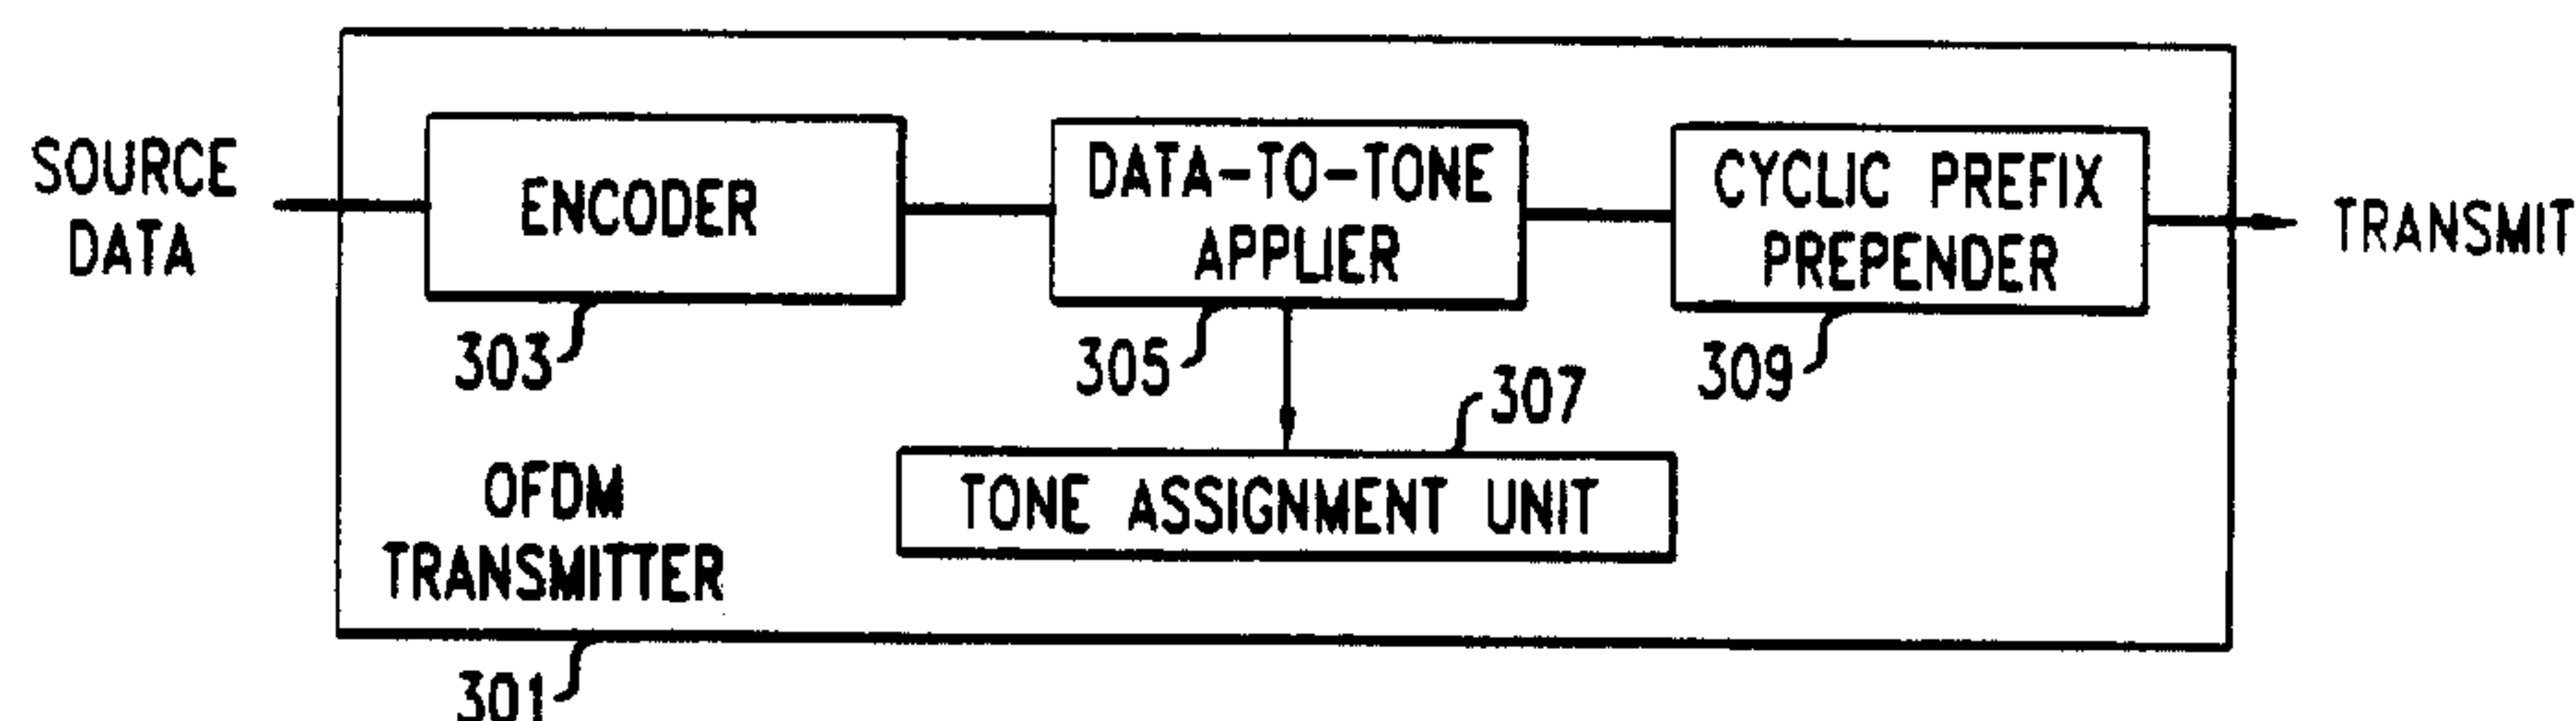 SOURCE
DATA
ENCODER
303
DATA-TO-TONE
APPLIER
305
CYCLIC PREFIX
PREPENDER
309
TRANSMIT
307
TONE ASSIGNMENT UNIT
OFDM
TRANSMITTER
301